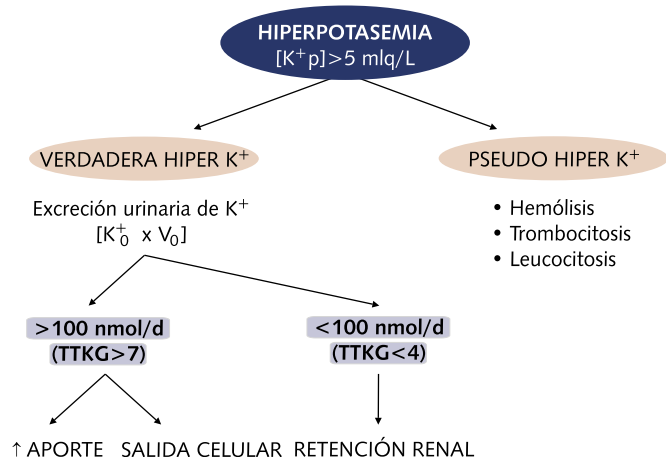 HIPERPOTASEMIA
[K⁺p]>5 mlq/L
VERDADERA HIPER K⁺
PSEUDO HIPER K⁺
Excreción urinaria de K⁺
[K⁺₀ x V₀]
• Hemólisis
• Trombocitosis
• Leucocitosis
>100 nmol/d
(TTKG>7)
<100 nmol/d
(TTKG<4)
↑ APORTE
SALIDA CELULAR
RETENCIÓN RENAL